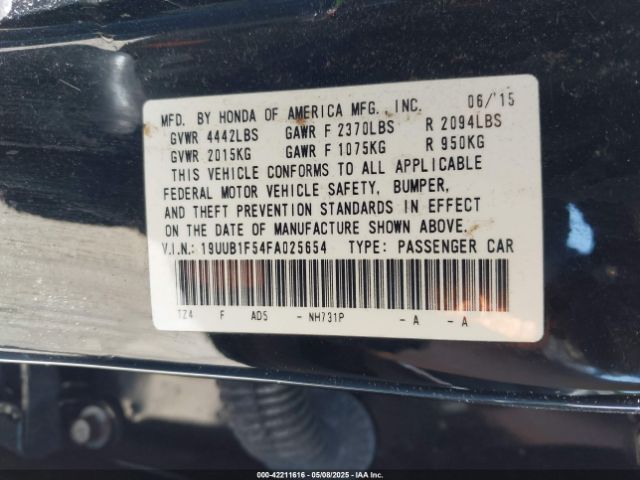 MFD. BY HONDA OF AMERICA MFG., INC. 06/'15
GVWR 4442LBS GAWR F 2370LBS R 2094LBS
GVWR 2015KG GAWR F 1075KG R 950KG
THIS VEHICLE CONFORMS TO ALL APPLICABLE
FEDERAL MOTOR VEHICLE SAFETY, BUMPER,
AND THEFT PREVENTION STANDARDS IN EFFECT
ON THE DATE OF MANUFACTURE SHOWN ABOVE.
V.I.N.: 19UUB1F54FA025654 TYPE: PASSENGER CAR
TZ4 F AD5 - NH731P - A - A
000-42211616 - 05/08/2025 - IAA Inc.